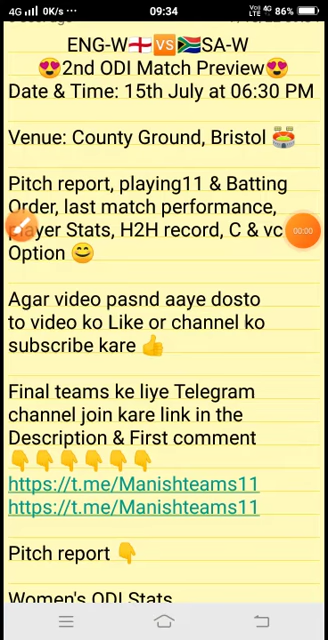 4G 0K/s ... 09:34 VoD LTE 4G 86%
ENG-W🏴󠁧󠁢󠁥󠁮󠁧󠁿🆚🇿🇦SA-W
😍2nd ODI Match Preview😍
Date & Time: 15th July at 06:30 PM
Venue: County Ground, Bristol 🏟️
Pitch report, playing11 & Batting
Order, last match performance,
player Stats, H2H record, C & vc
00:00
Option 😊
Agar video pasnd aaye dosto
to video ko Like or channel ko
subscribe kare 👍
Final teams ke liye Telegram
channel join kare link in the
Description & First comment
👇👇👇👇👇👇
https://t.me/Manishteams11
https://t.me/Manishteams11
Pitch report 👇
Women's ODI Stats